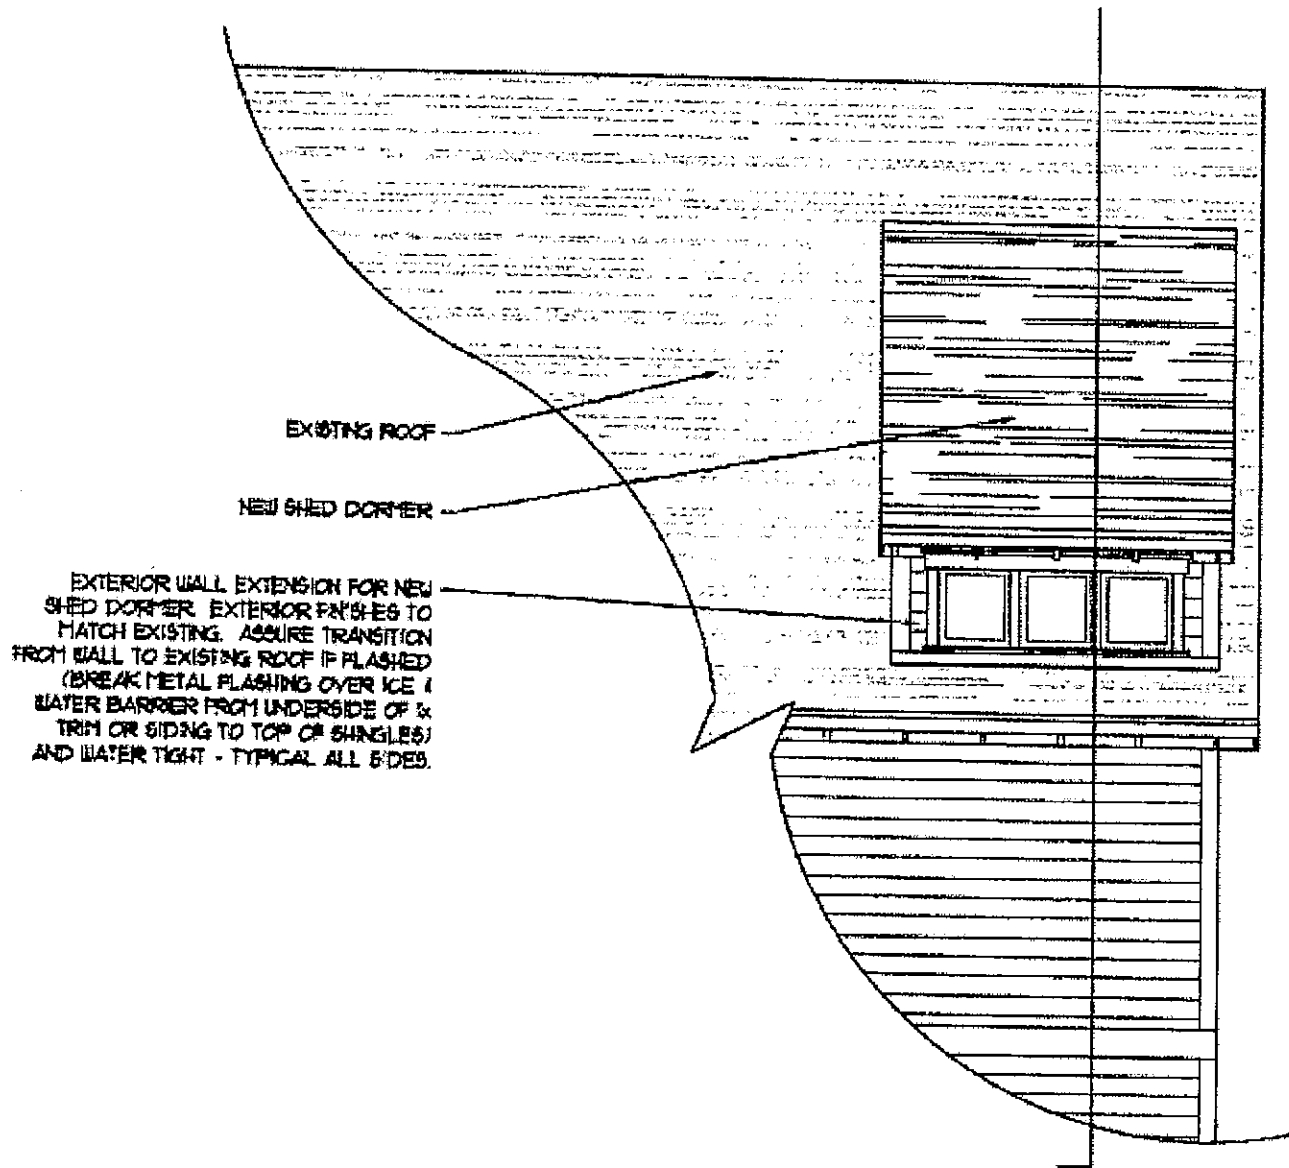 EXISTING ROOF
NEW SHED DORMER
EXTERIOR WALL EXTENSION FOR NEW
SHED DORMER. EXTERIOR FINISHES TO
MATCH EXISTING. ASSURE TRANSITION
FROM WALL TO EXISTING ROOF IF FLASHED
(BREAK METAL FLASHING OVER ICE &
WATER BARRIER FROM UNDERSIDE OF
TRIM OR SIDING TO TOP OF SHINGLES)
AND WATER TIGHT - TYPICAL ALL SIDES.